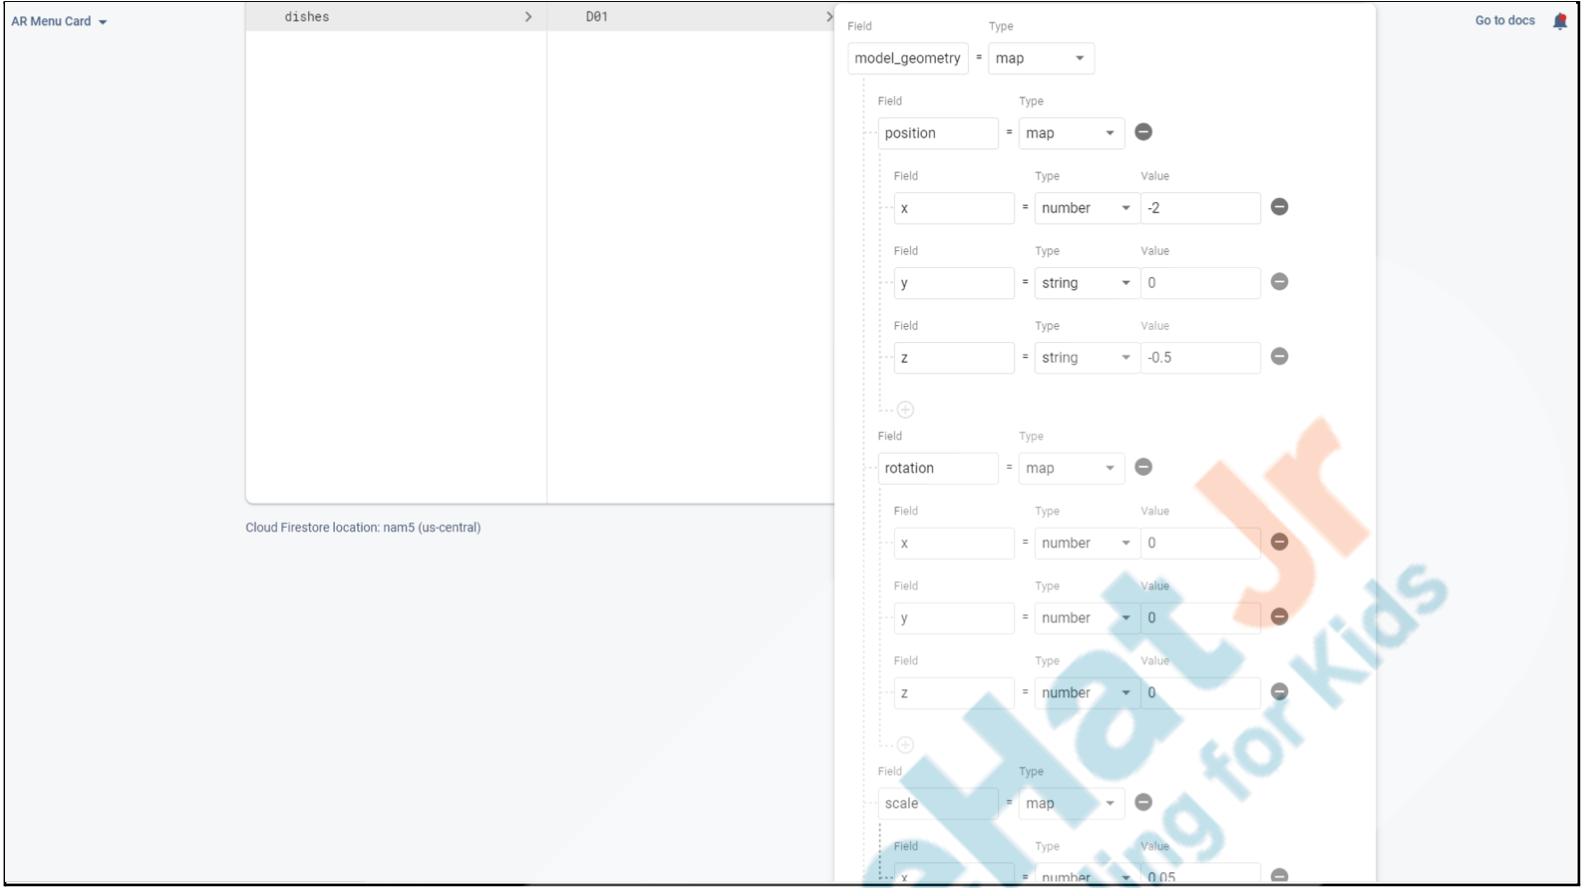 AR Menu Card
dishes
D01
Go to docs
Field Type
model_geometry = map
Field Type
position = map
Field Type Value
x = number -2
Field Type Value
y = string 0
Field Type Value
z = string -0.5
Field Type
rotation = map
Field Type Value
x = number 0
Field Type Value
y = number 0
Field Type Value
z = number 0
Field Type
scale = map
Field Type Value
x = number 0.05
Cloud Firestore location: nam5 (us-central)
eHat Jr
ing for Kids